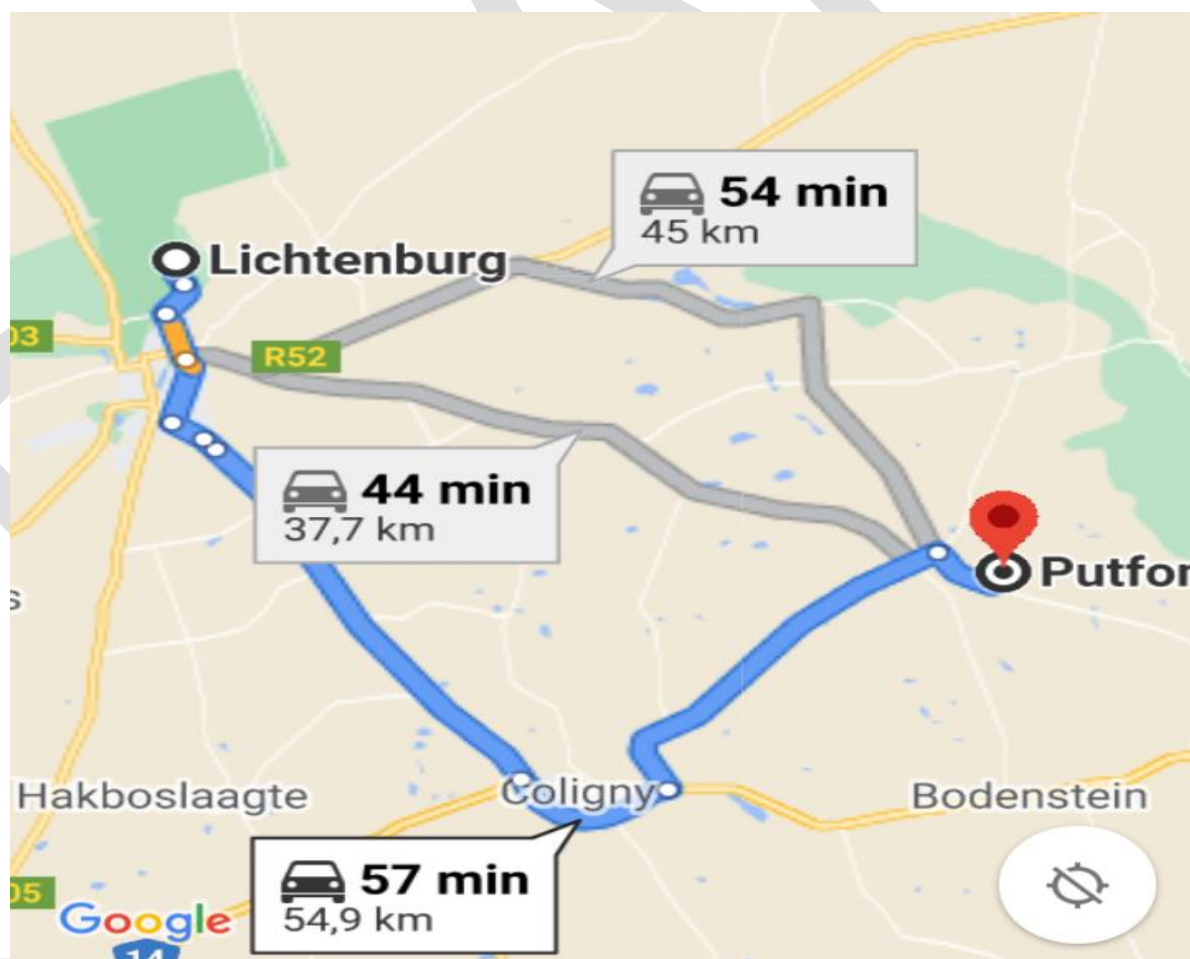 54 min
45 km
Lichtenburg
03
R52
44 min
37,7 km
Putfor
s
Hakboslaagte
Coligny
Bodenstein
57 min
54,9 km
05
Google
14